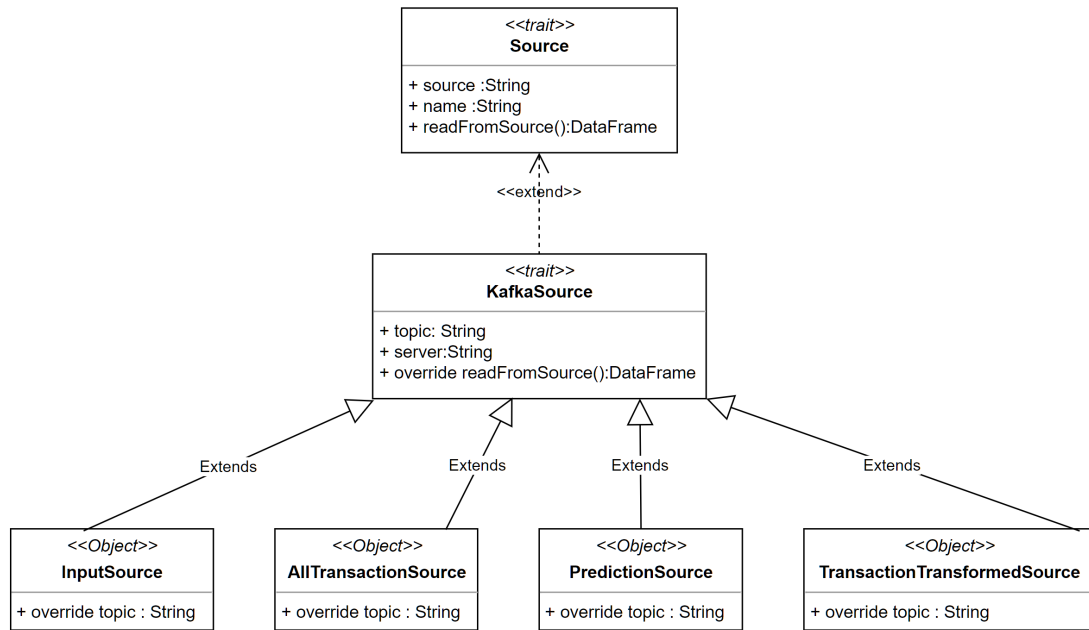 <<trait>>
Source
+ source :String
+ name :String
+ readFromSource():DataFrame
<<extend>>
<<trait>>
KafkaSource
+ topic: String
+ server:String
+ override readFromSource():DataFrame
Extends
Extends
Extends
Extends
<<Object>>
InputSource
+ override topic : String
<<Object>>
AllTransactionSource
+ override topic : String
<<Object>>
PredictionSource
+ override topic : String
<<Object>>
TransactionTransformedSource
+ override topic : String